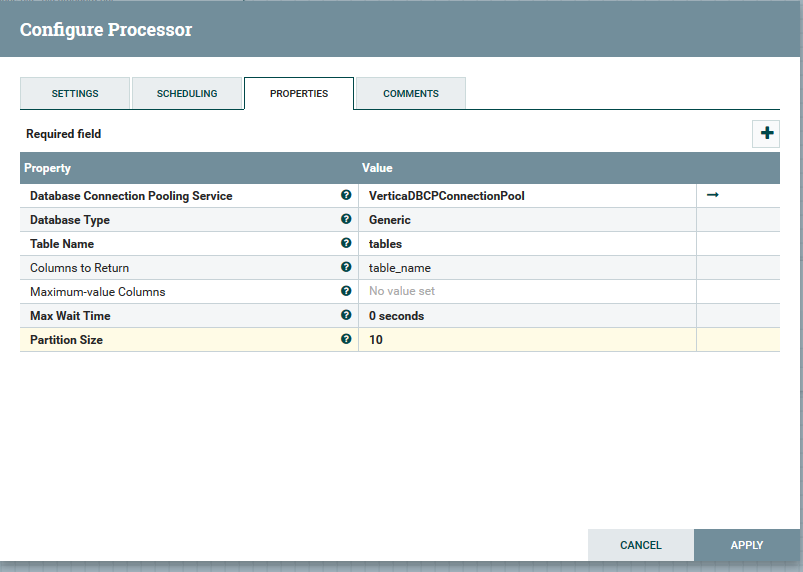 Configure Processor
SETTINGS SCHEDULING PROPERTIES COMMENTS
Required field
Property Value
Database Connection Pooling Service VerticaDBCPConnectionPool
Database Type Generic
Table Name tables
Columns to Return table_name
Maximum-value Columns No value set
Max Wait Time 0 seconds
Partition Size 10
CANCEL APPLY